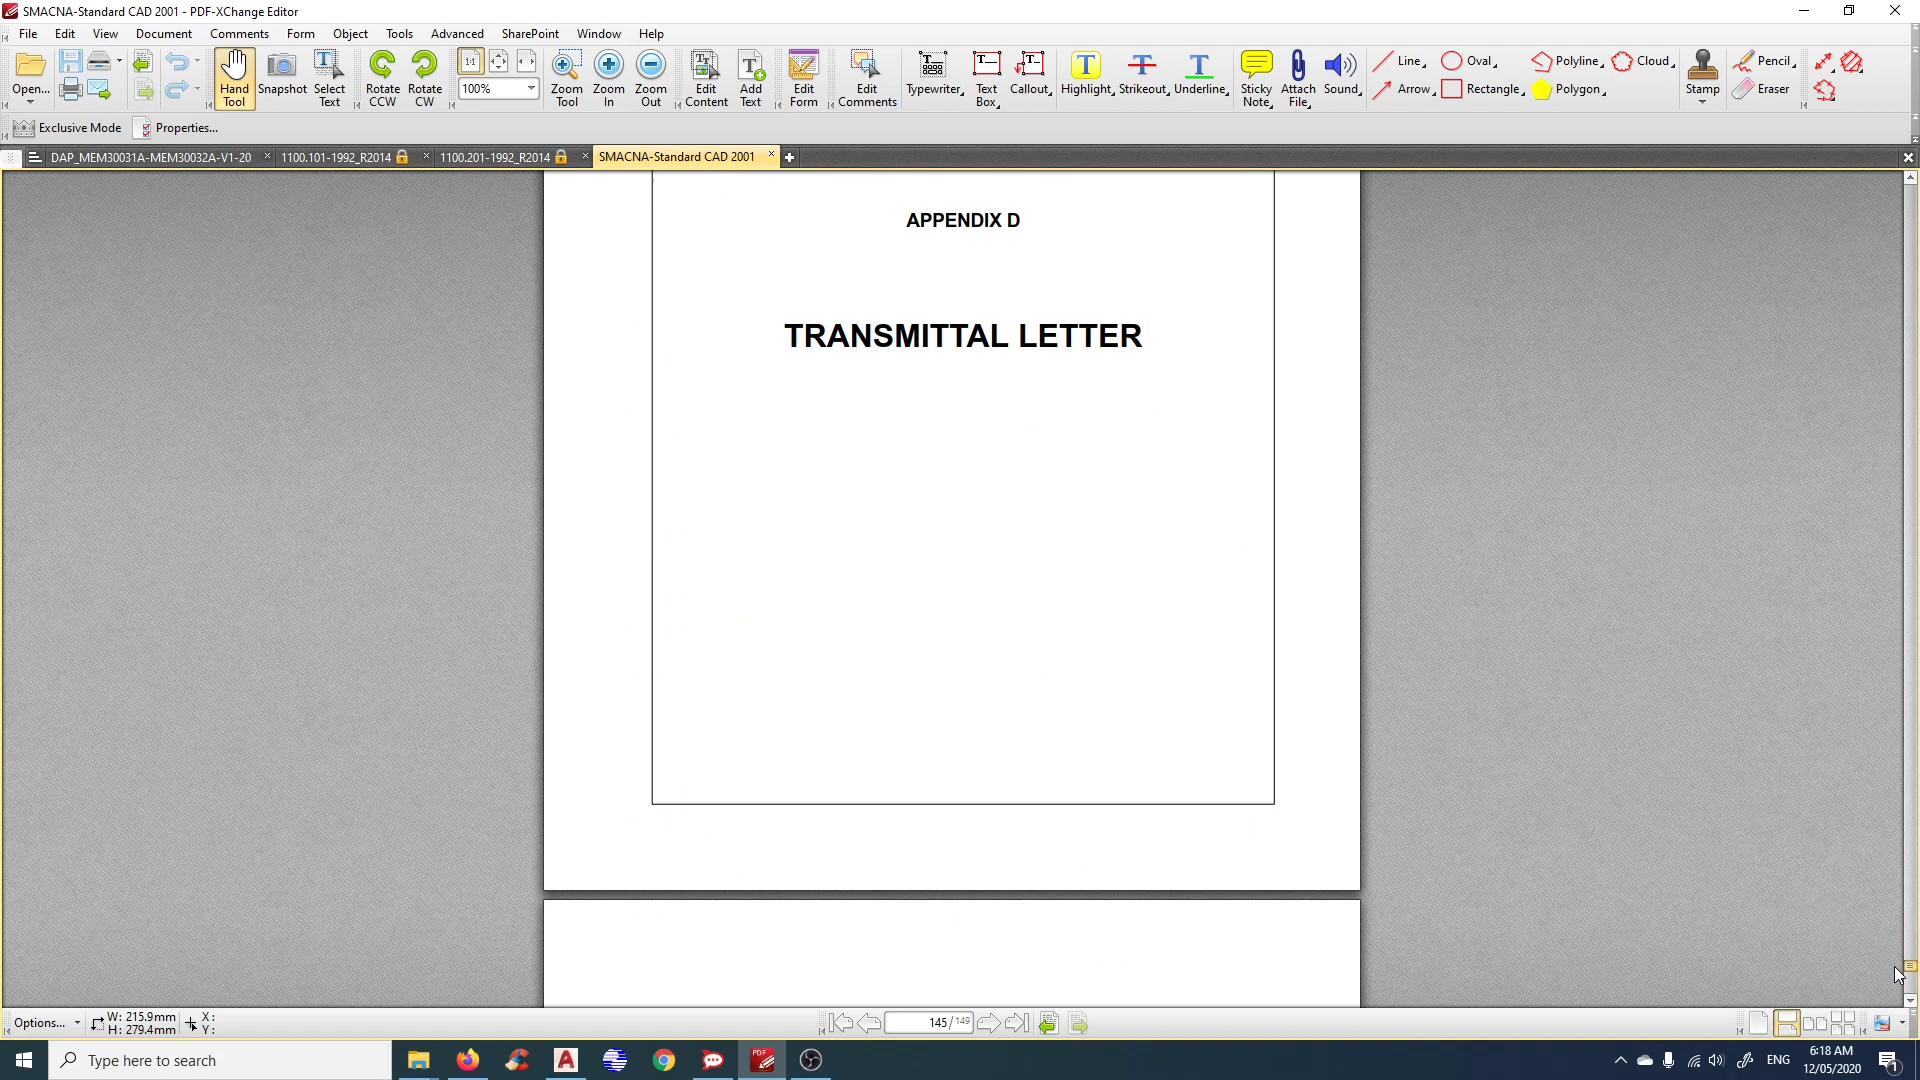 SMACNA-Standard CAD 2001 - PDF-XChange Editor
File Edit View Document Comments Form Object Tools Advanced SharePoint Window Help
Open...
Hand Tool
Snapshot
Select Text
Rotate CCW
Rotate CW
1:1
100%
Zoom Tool
Zoom In
Zoom Out
Edit Content
Add Text
Edit Form
Edit Comments
Typewriter
Text Box
Callout
Highlight
Strikeout
Underline
Sticky Note
Attach File
Sound
Line
Arrow
Oval
Rectangle
Polyline
Polygon
Cloud
Stamp
Pencil
Eraser
Exclusive Mode Properties...
DAP_MEM30031A-MEM30032A-V1-20 1100.101-1992_R2014 1100.201-1992_R2014 SMACNA-Standard CAD 2001
APPENDIX D
TRANSMITTAL LETTER
Options... W: 215.9mm X:
H: 279.4mm Y:
145 / 149
Type here to search
PDF
ENG
6:18 AM
12/05/2020
1